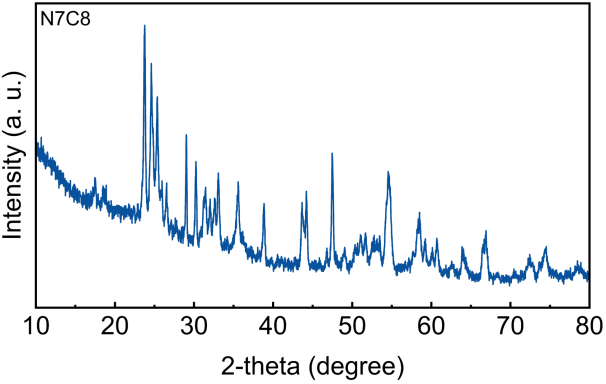 N7C8
Intensity (a. u.)
10 20 30 40 50 60 70 80
2-theta (degree)